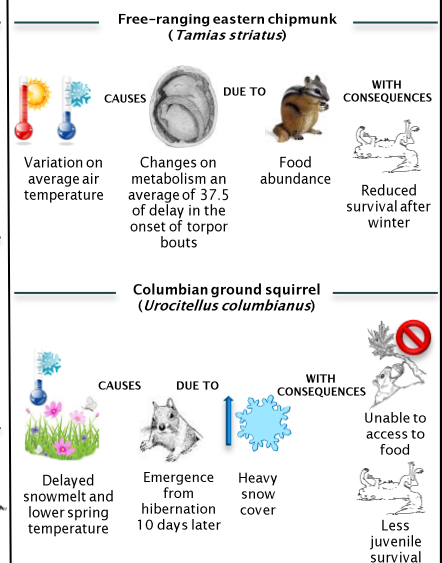 Free-ranging eastern chipmunk
(Tamias striatus)
CAUSES
DUE TO
WITH
CONSEQUENCES
Variation on
average air
temperature
Changes on
metabolism an
average of 37.5
of delay in the
onset of torpor
bouts
Food
abundance
Reduced
survival after
winter
Columbian ground squirrel
(Urocitellus columbianus)
CAUSES
DUE TO
WITH
CONSEQUENCES
Delayed
snowmelt and
lower spring
temperature
Emergence
from
hibernation
10 days later
Heavy
snow
cover
Unable to
access to
food
Less
juvenile
survival